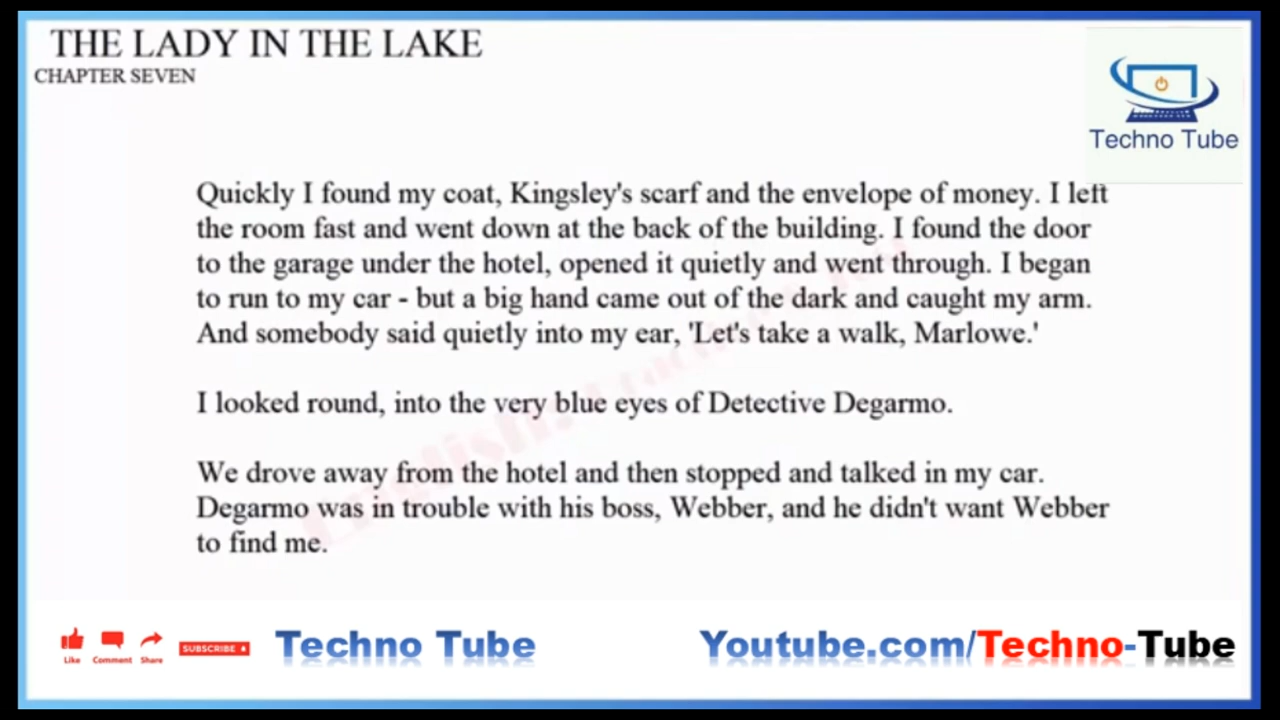 THE LADY IN THE LAKE
CHAPTER SEVEN
Techno Tube
Quickly I found my coat, Kingsley's scarf and the envelope of money. I left
the room fast and went down at the back of the building. I found the door
to the garage under the hotel, opened it quietly and went through. I began
to run to my car - but a big hand came out of the dark and caught my arm.
And somebody said quietly into my ear, 'Let's take a walk, Marlowe.'
I looked round, into the very blue eyes of Detective Degarmo.
We drove away from the hotel and then stopped and talked in my car.
Degarmo was in trouble with his boss, Webber, and he didn't want Webber
to find me.
Like Comment Share SUBSCRIBE Techno Tube Youtube.com/Techno-Tube